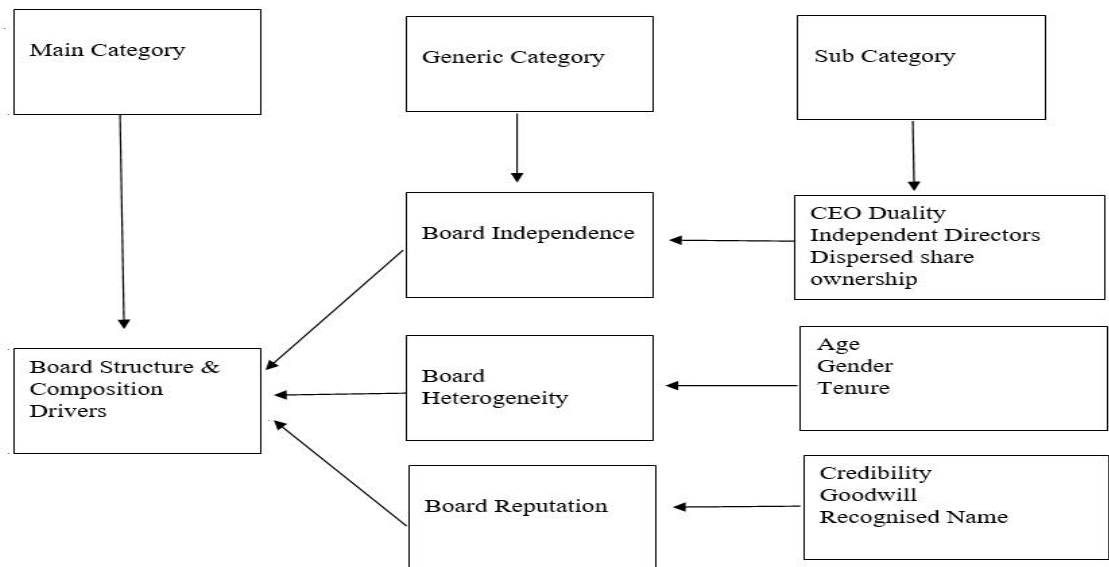 Main Category
Generic Category
Sub Category
Board Independence
CEO Duality
Independent Directors
Dispersed share
ownership
Board Structure &
Composition
Drivers
Board
Heterogeneity
Age
Gender
Tenure
Board Reputation
Credibility
Goodwill
Recognised Name